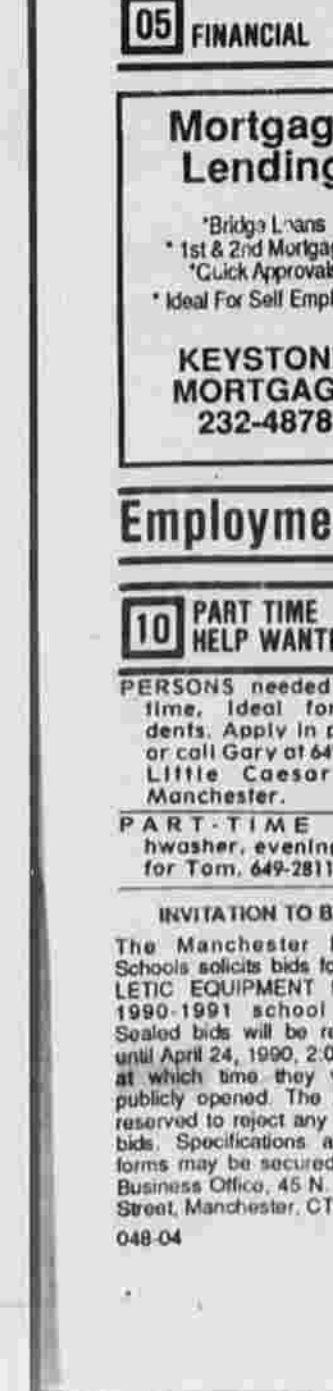 05 FINANCIAL
Mortgag
Lending
*Bridge Loans
* 1st & 2nd Mortga
*Quick Approvals
* Ideal For Self Empl
KEYSTON
MORTGAG
232-4878
Employme
10 PART TIME
HELP WANT
PERSONS needed
time, Ideal for
dents. Apply in p
or call Gary at 64
Little Caesar
Manchester.
PART-TIME
hwasher, evening
for Tom, 649-2811
INVITATION TO B
The Manchester
Schools solicits bids fo
LETIC EQUIPMENT
1990-1991 school
Sealed bids will be re
until April 24, 1990, 2:0
at which time they
publicly opened. The
reserved to reject any
bids. Specifications a
forms may be secured
Business Office, 45 N.
Street, Manchester, CT
048-04